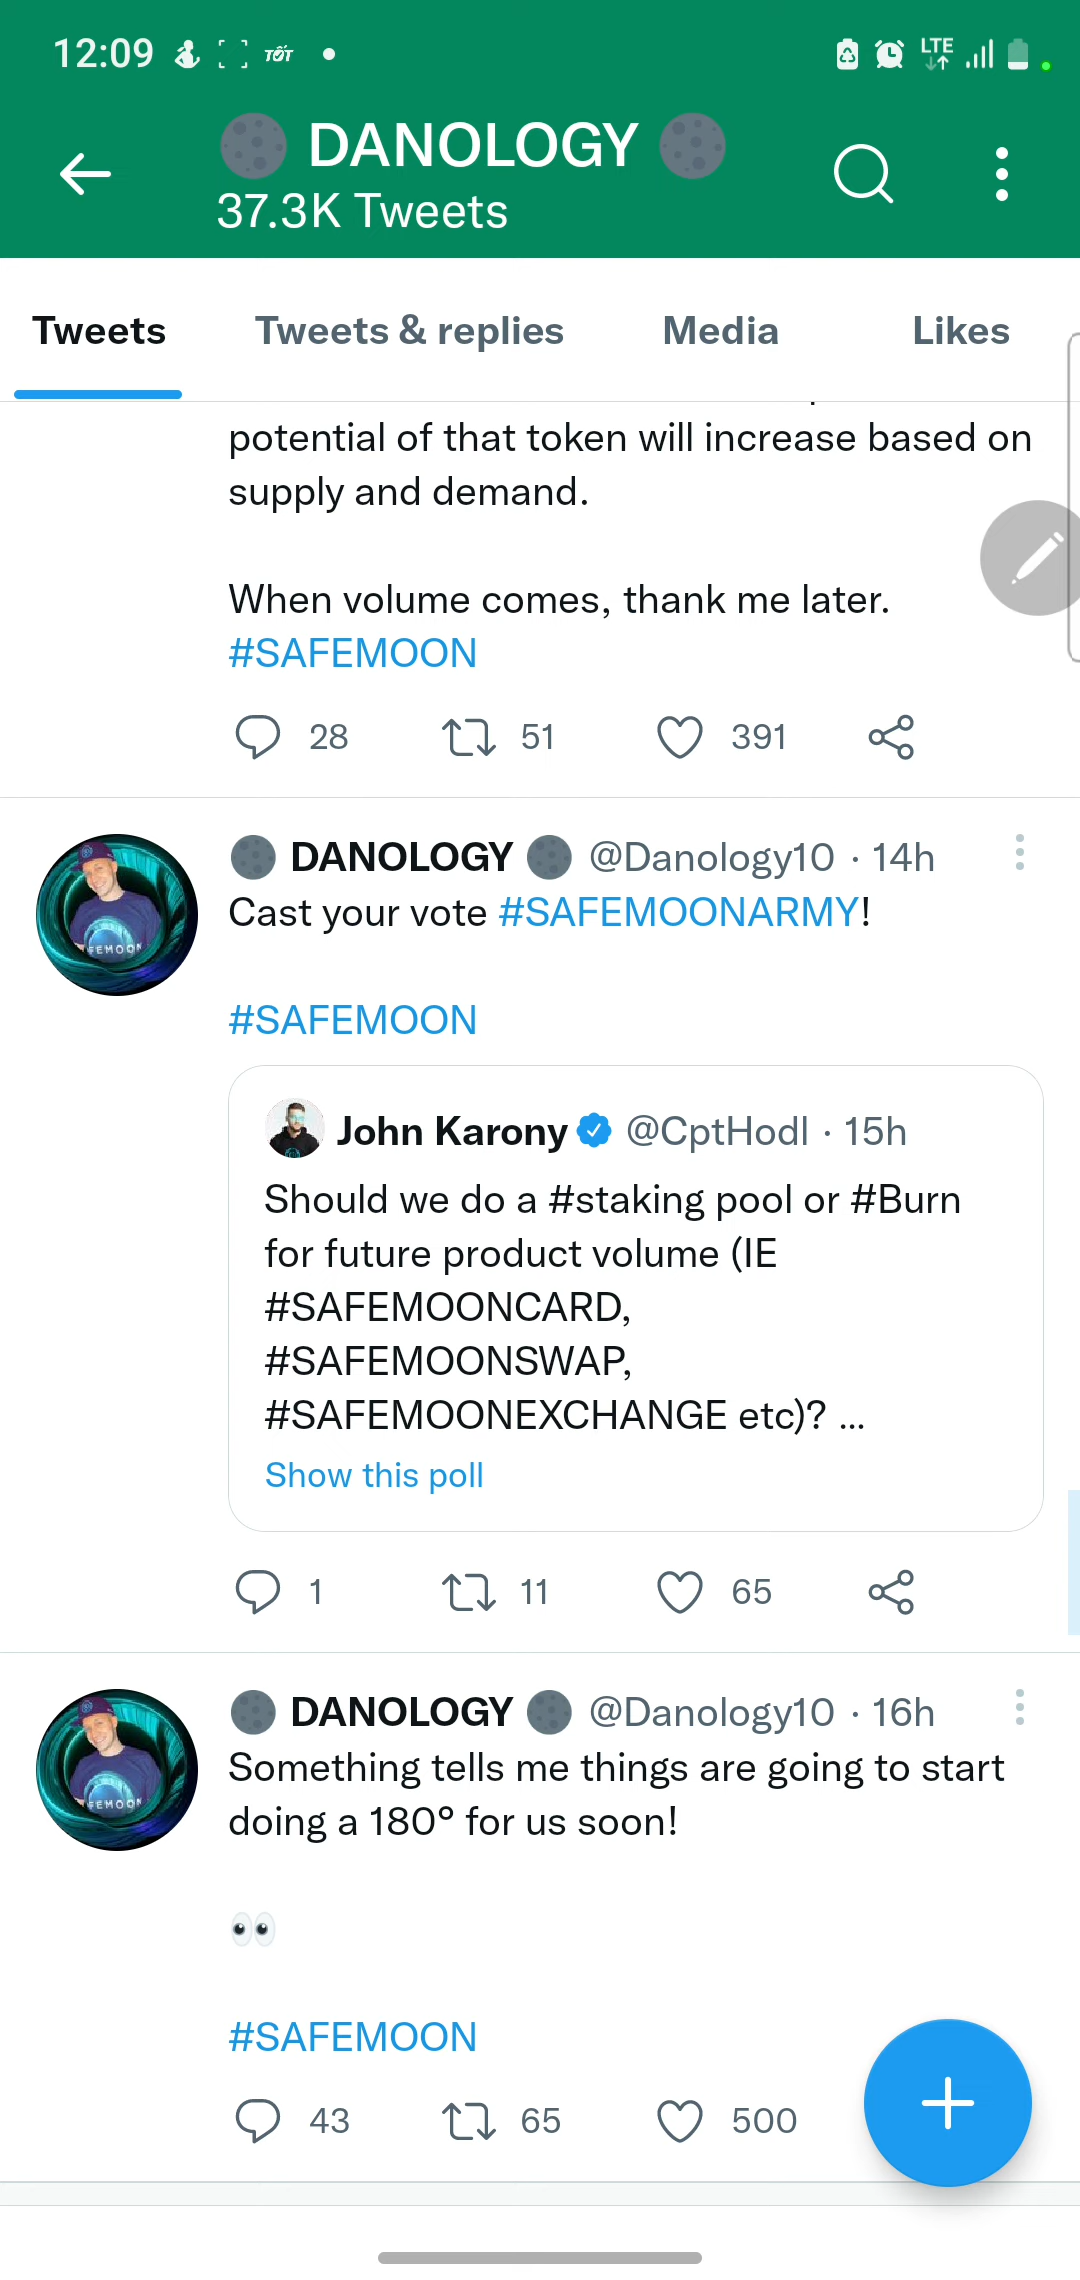 12:09 TỐT LTE
DANOLOGY
37.3K Tweets
Tweets Tweets & replies Media Likes
potential of that token will increase based on
supply and demand.
When volume comes, thank me later.
#SAFEMOON
28 51 391
DANOLOGY @Danology10 · 14h
Cast your vote #SAFEMOONARMY!
#SAFEMOON
John Karony @CptHodl · 15h
Should we do a #staking pool or #Burn
for future product volume (IE
#SAFEMOONCARD,
#SAFEMOONSWAP,
#SAFEMOONEXCHANGE etc)? ...
Show this poll
1 11 65
DANOLOGY @Danology10 · 16h
Something tells me things are going to start
doing a 180° for us soon!
👀
#SAFEMOON
43 65 500